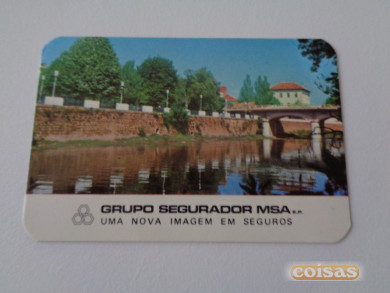 GRUPO SEGURADOR MSA E.P.
UMA NOVA IMAGEM EM SEGUROS
coisas